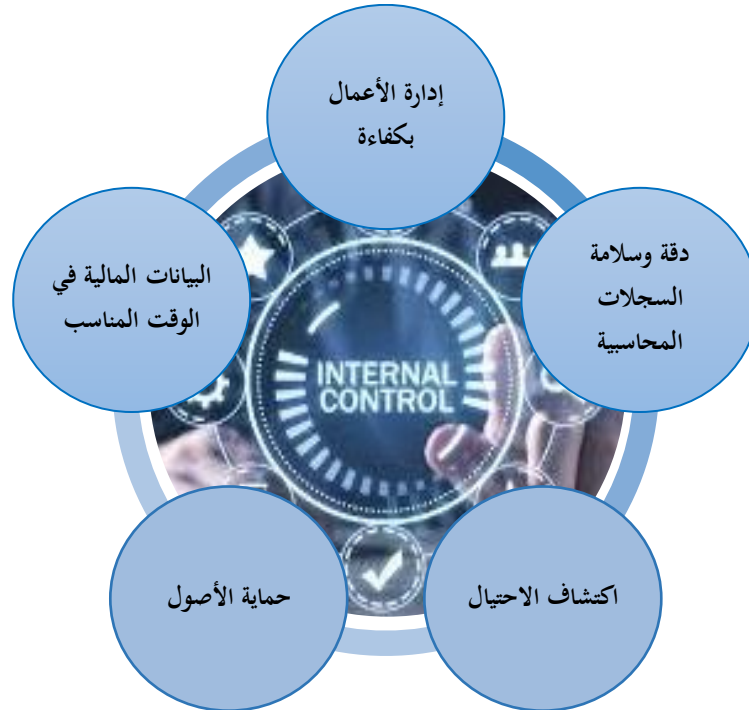 إدارة الأعمال
بكفاءة
دقة وسلامة
السجلات
المحاسبية
البيانات المالية في
الوقت المناسب
INTERNAL
CONTROL
اكتشاف الاحتيال
حماية الأصول